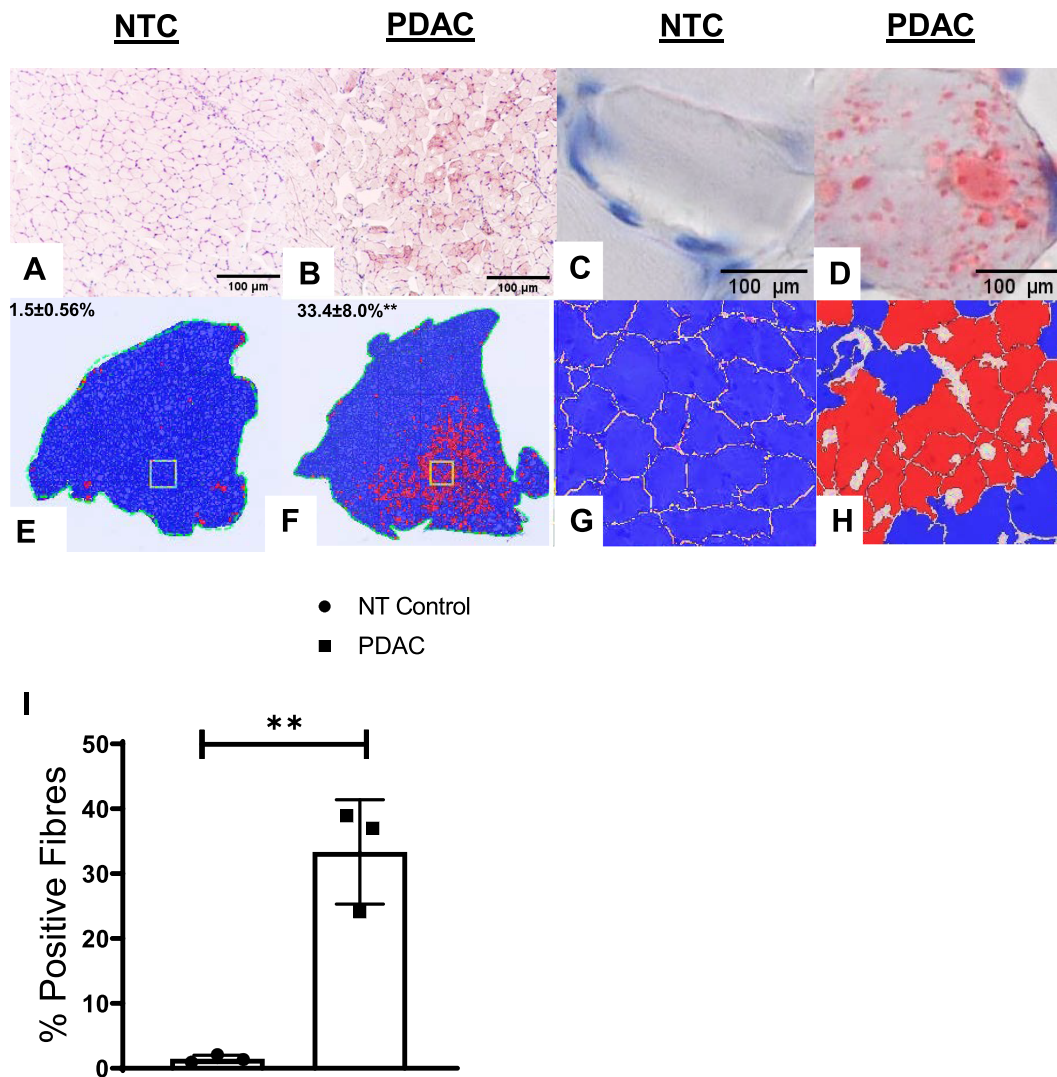 NTC PDAC NTC PDAC
A 100 µm B 100 µm C 100 µm D 100 µm
1.5±0.56% 33.4±8.0%**
E F G H
NT Control
PDAC
I
**
50
40
30
20
10
0
% Positive Fibres